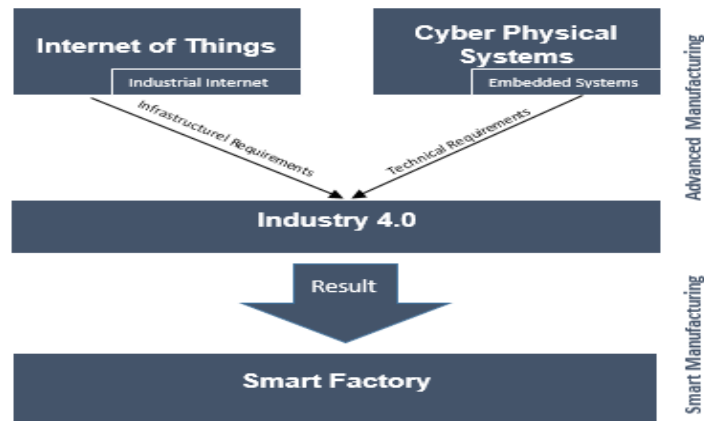 Internet of Things
Industrial Internet
Cyber Physical
Systems
Embedded Systems
Infrastructurel Requirements
Technical Requirements
Advanced Manufacturing
Industry 4.0
Result
Smart Factory
Smart Manufacturing